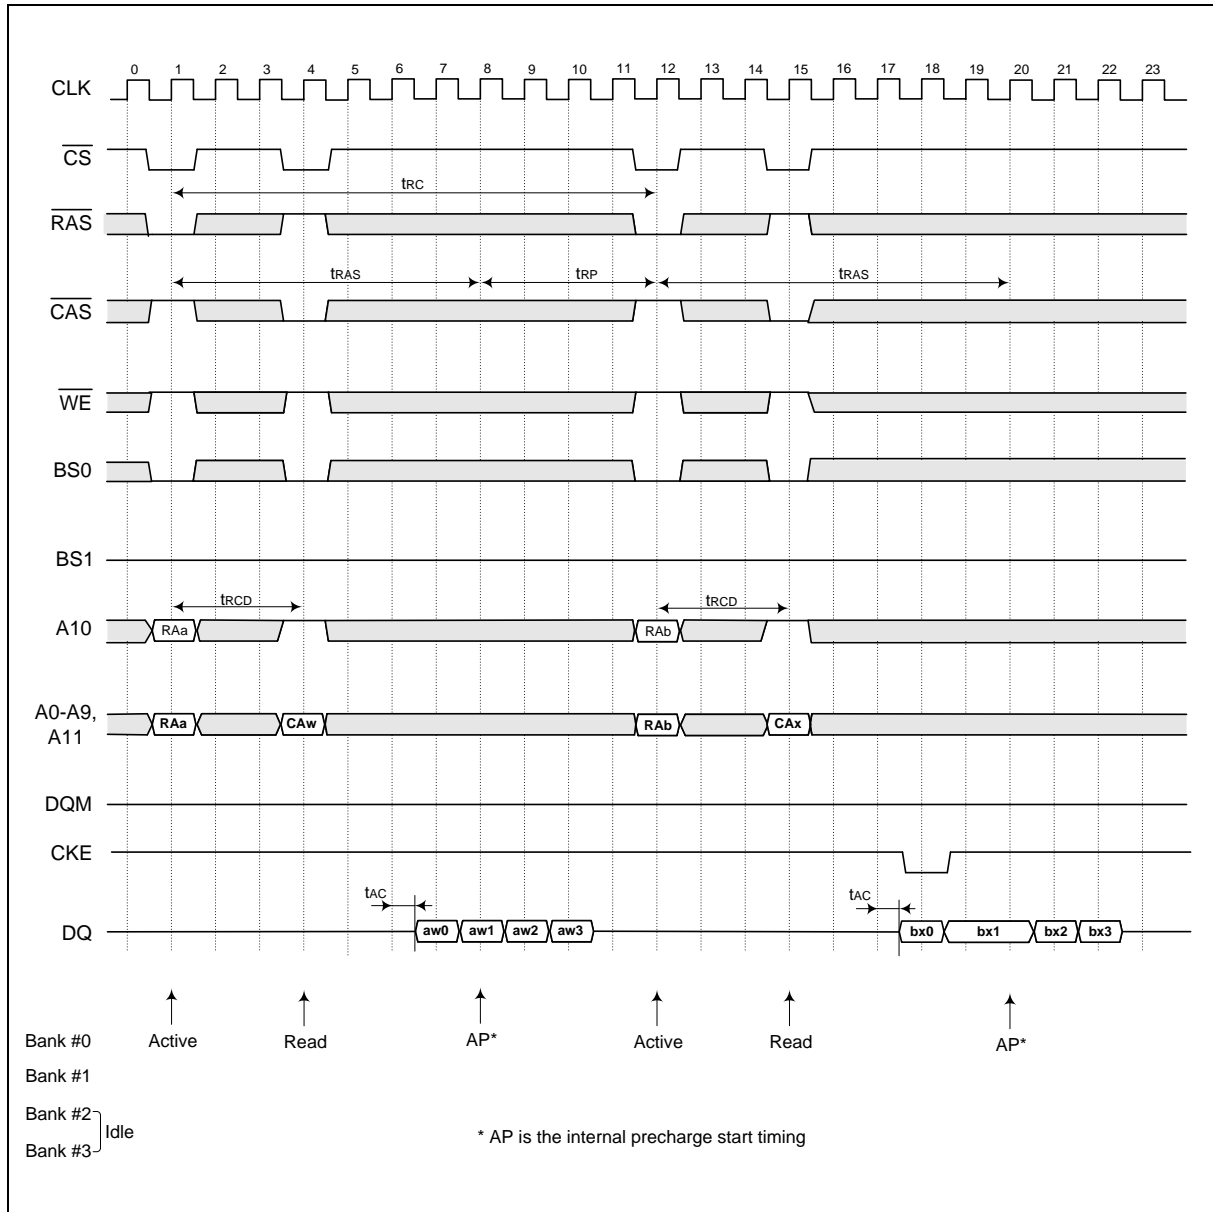 0 1 2 3 4 5 6 7 8 9 10 11 12 13 14 15 16 17 18 19 20 21 22 23
CLK
CS
tRC
RAS
tRAS tRP tRAS
CAS
WE
BS0
BS1
tRCD tRCD
A10 RAa RAb
A0-A9,
A11
RAa CAw RAb CAx
DQM
CKE
tAC tAC
DQ aw0 aw1 aw2 aw3 bx0 bx1 bx2 bx3
Bank #0 Active Read AP* Active Read AP*
Bank #1
Bank #2
Idle
Bank #3
* AP is the internal precharge start timing